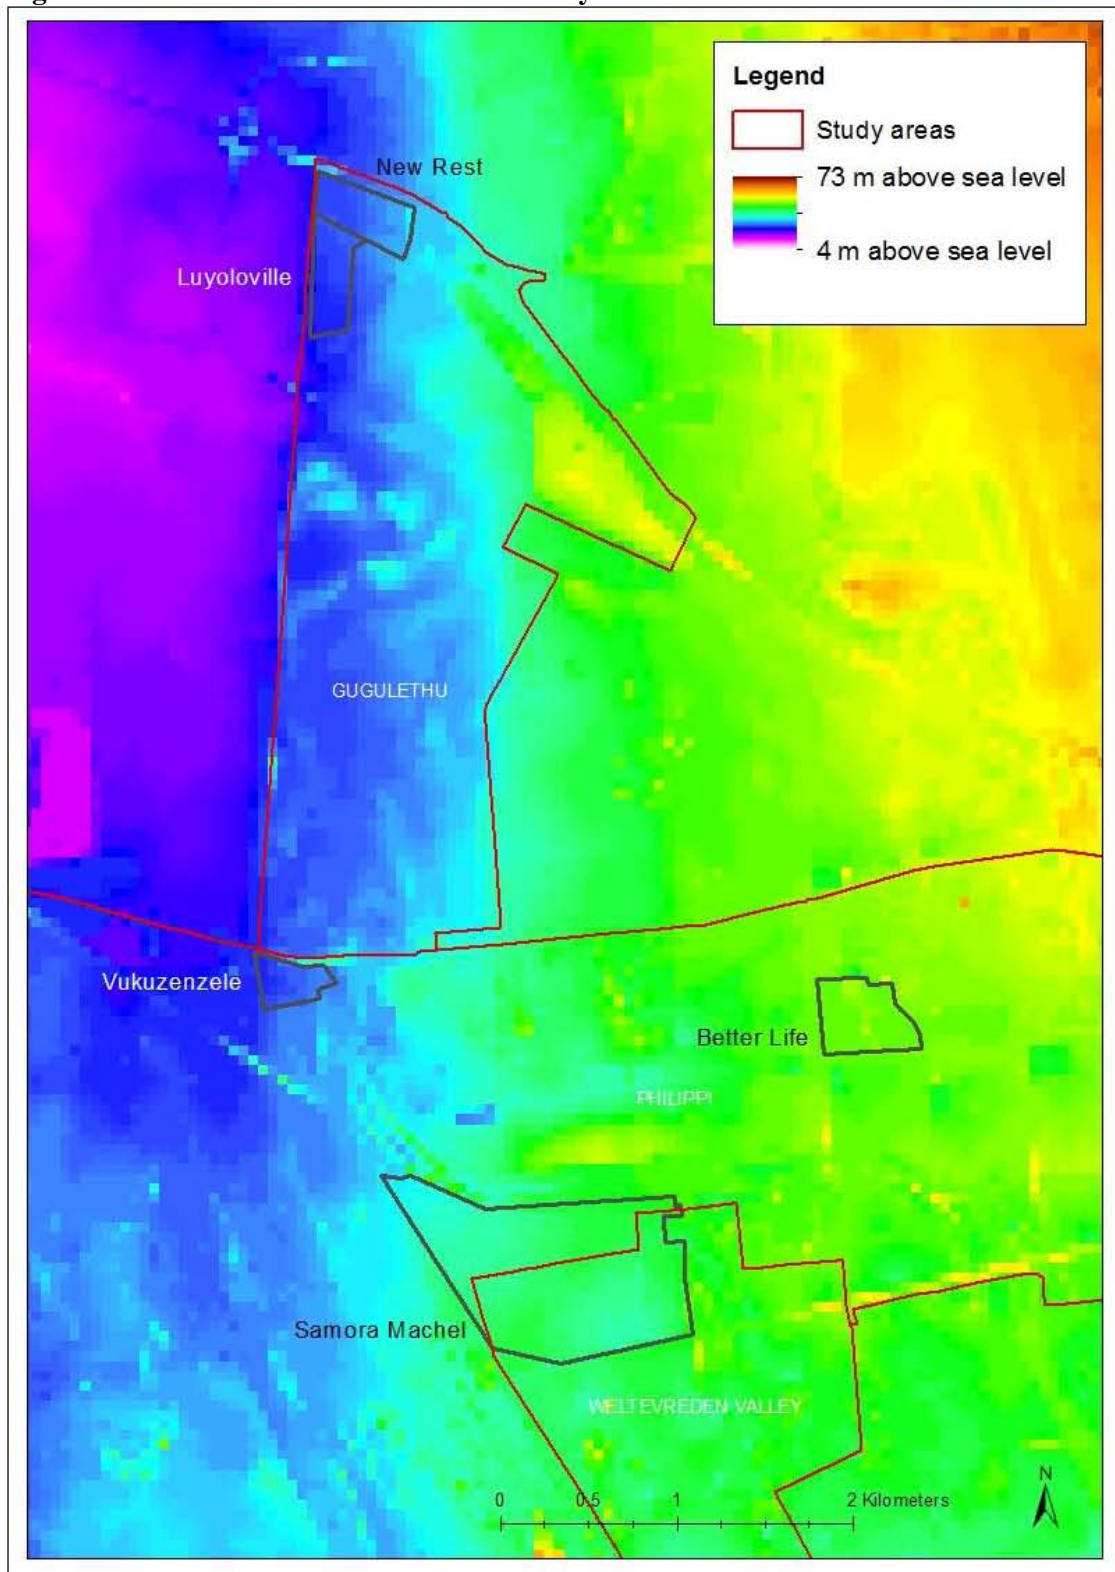 Legend
Study areas
73 m above sea level
4 m above sea level
New Rest
Luyoloville
GUGULETHU
Vukuzenzele
Better Life
PHILIPPI
Samora Machel
WELTEVREDEN VALLEY
N
0 0.5 1 2 Kilometers